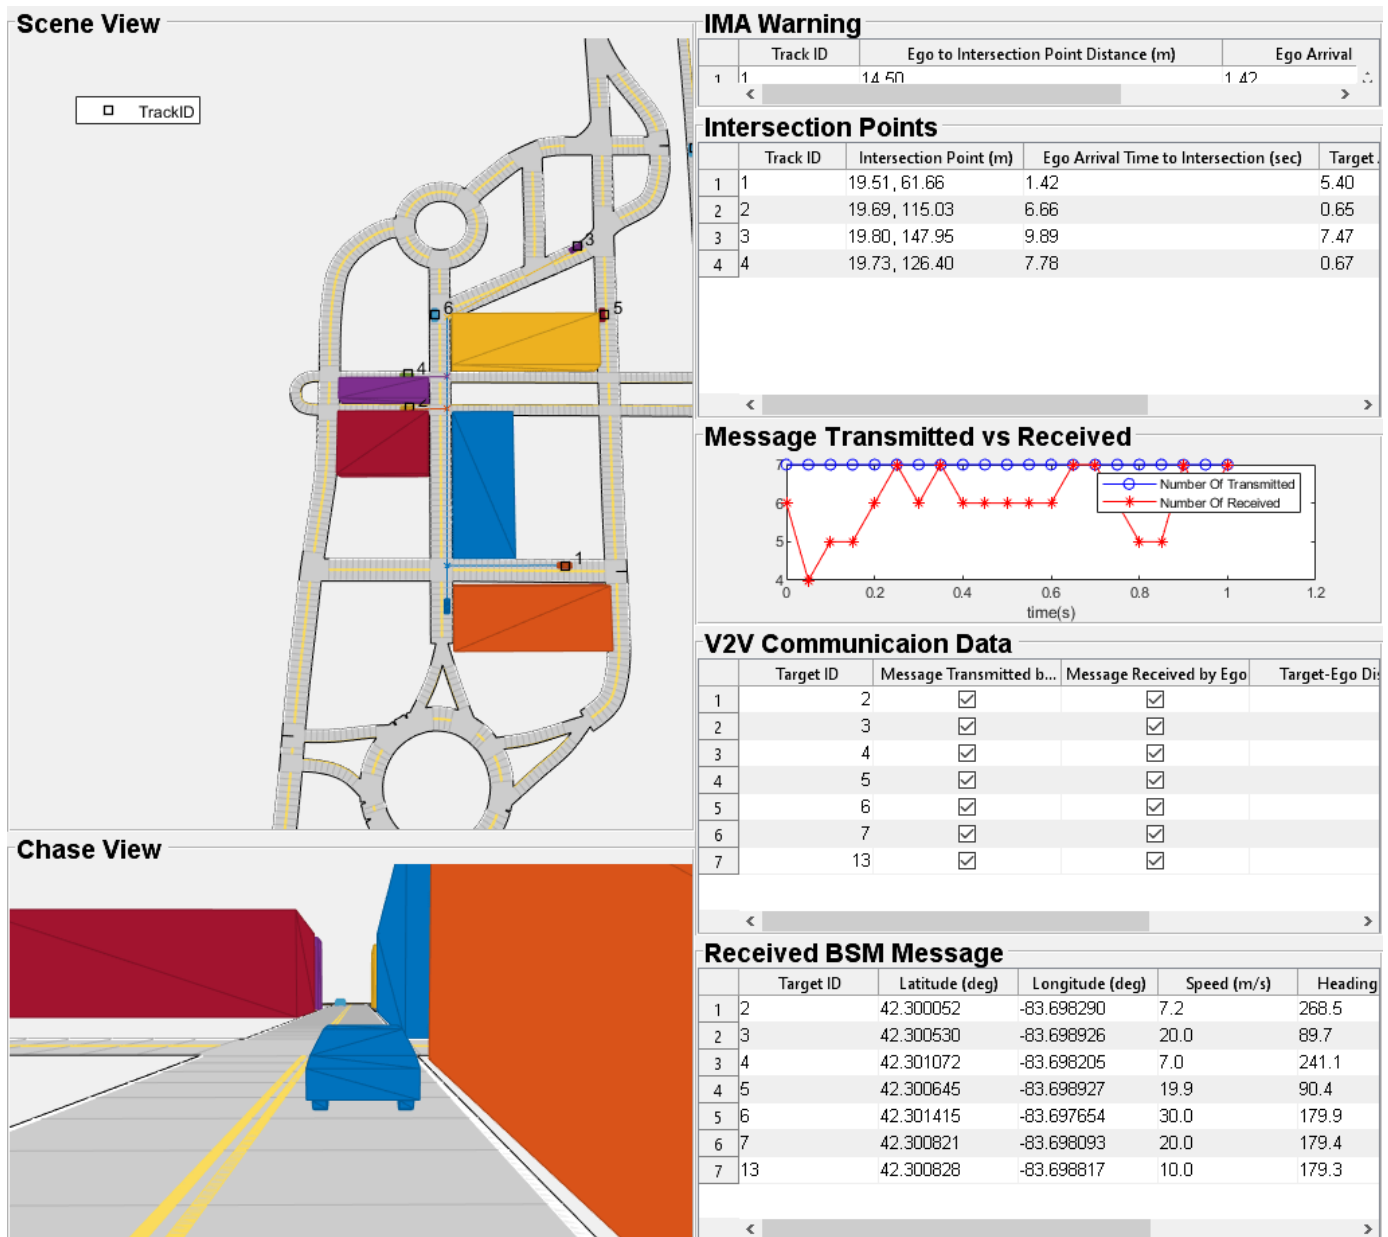 Scene View
TrackID
3
6
5
4
2
1
Chase View
IMA Warning
Track ID Ego to Intersection Point Distance (m) Ego Arrival
1 1 14.50 1.42
Intersection Points
Track ID Intersection Point (m) Ego Arrival Time to Intersection (sec) Target
1 1 19.51, 61.66 1.42 5.40
2 2 19.69, 115.03 6.66 0.65
3 3 19.80, 147.95 9.89 7.47
4 4 19.73, 126.40 7.78 0.67
Message Transmitted vs Received
7
6
5
4
Number Of Transmitted
Number Of Received
0 0.2 0.4 0.6 0.8 1 1.2
time(s)
V2V Communicaion Data
Target ID Message Transmitted b... Message Received by Ego Target-Ego Dis
1 2
2 3
3 4
4 5
5 6
6 7
7 13
Received BSM Message
Target ID Latitude (deg) Longitude (deg) Speed (m/s) Heading
1 2 42.300052 -83.698290 7.2 268.5
2 3 42.300530 -83.698926 20.0 89.7
3 4 42.301072 -83.698205 7.0 241.1
4 5 42.300645 -83.698927 19.9 90.4
5 6 42.301415 -83.697654 30.0 179.9
6 7 42.300821 -83.698093 20.0 179.4
7 13 42.300828 -83.698817 10.0 179.3